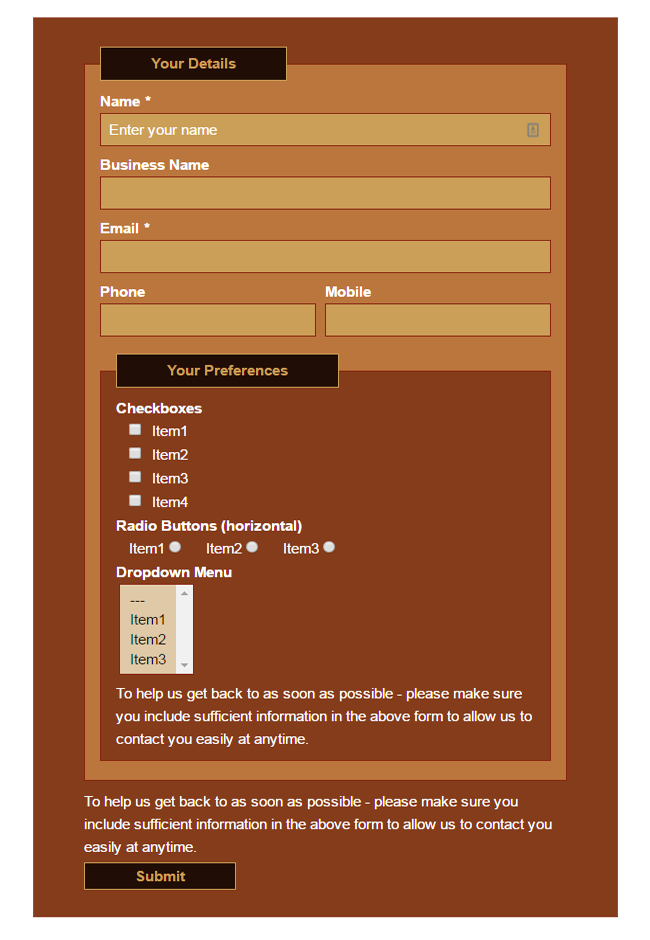 Your Details
Name *
Enter your name
Business Name
Email *
Phone Mobile
Your Preferences
Checkboxes
Item1
Item2
Item3
Item4
Radio Buttons (horizontal)
Item1 Item2 Item3
Dropdown Menu
---
Item1
Item2
Item3
To help us get back to as soon as possible - please make sure
you include sufficient information in the above form to allow us to
contact you easily at anytime.
To help us get back to as soon as possible - please make sure you
include sufficient information in the above form to allow us to contact you
easily at anytime.
Submit